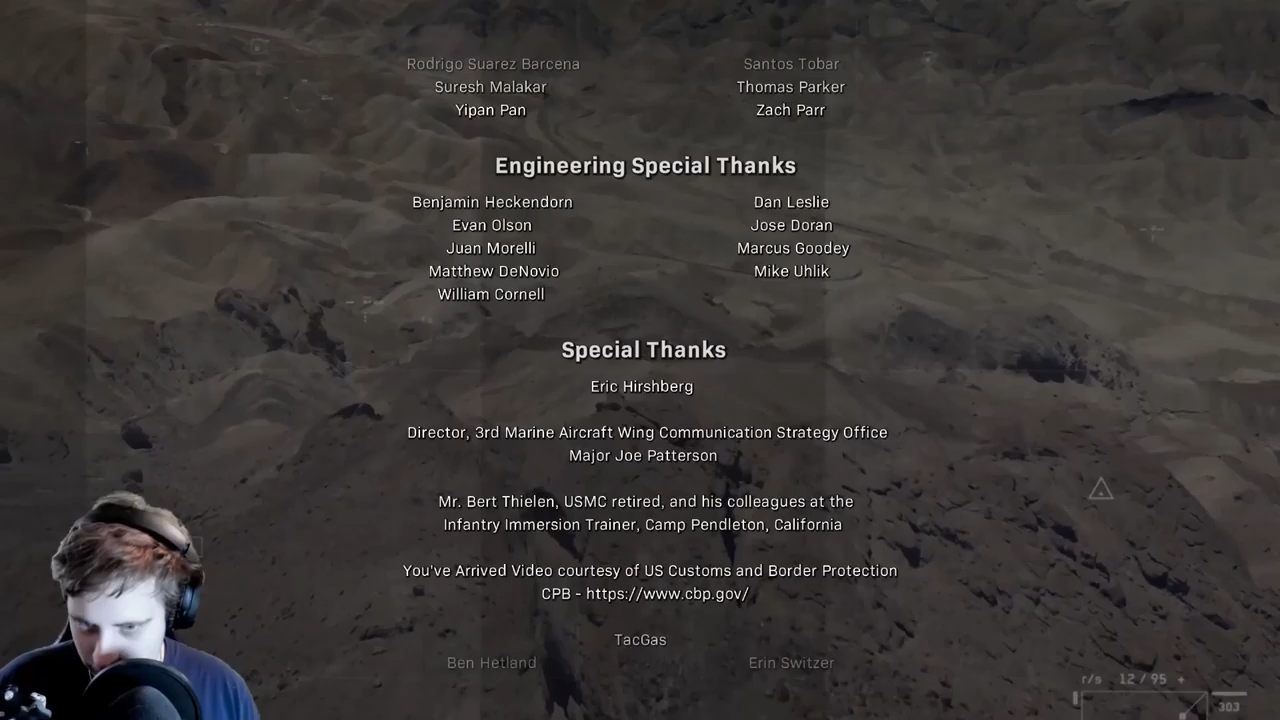 Rodrigo Suarez Barcena Santos Tobar
Suresh Malakar Thomas Parker
Yipan Pan Zach Parr
Engineering Special Thanks
Benjamin Heckendorn Dan Leslie
Evan Olson Jose Doran
Juan Morelli Marcus Goodey
Matthew DeNovio Mike Uhlik
William Cornell
Special Thanks
Eric Hirshberg
Director, 3rd Marine Aircraft Wing Communication Strategy Office
Major Joe Patterson
Mr. Bert Thielen, USMC retired, and his colleagues at the
Infantry Immersion Trainer, Camp Pendleton, California
You've Arrived Video courtesy of US Customs and Border Protection
CPB - https://www.cbp.gov/
TacGas
Ben Hetland Erin Switzer
r/s 12 / 95 +
303